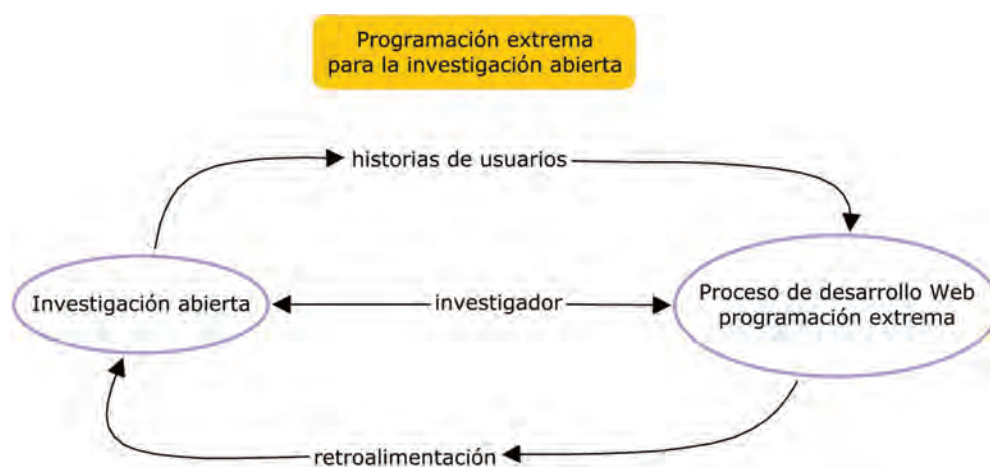 Programación extrema
para la investigación abierta
historias de usuarios
Investigación abierta
investigador
Proceso de desarrollo Web
programación extrema
retroalimentación